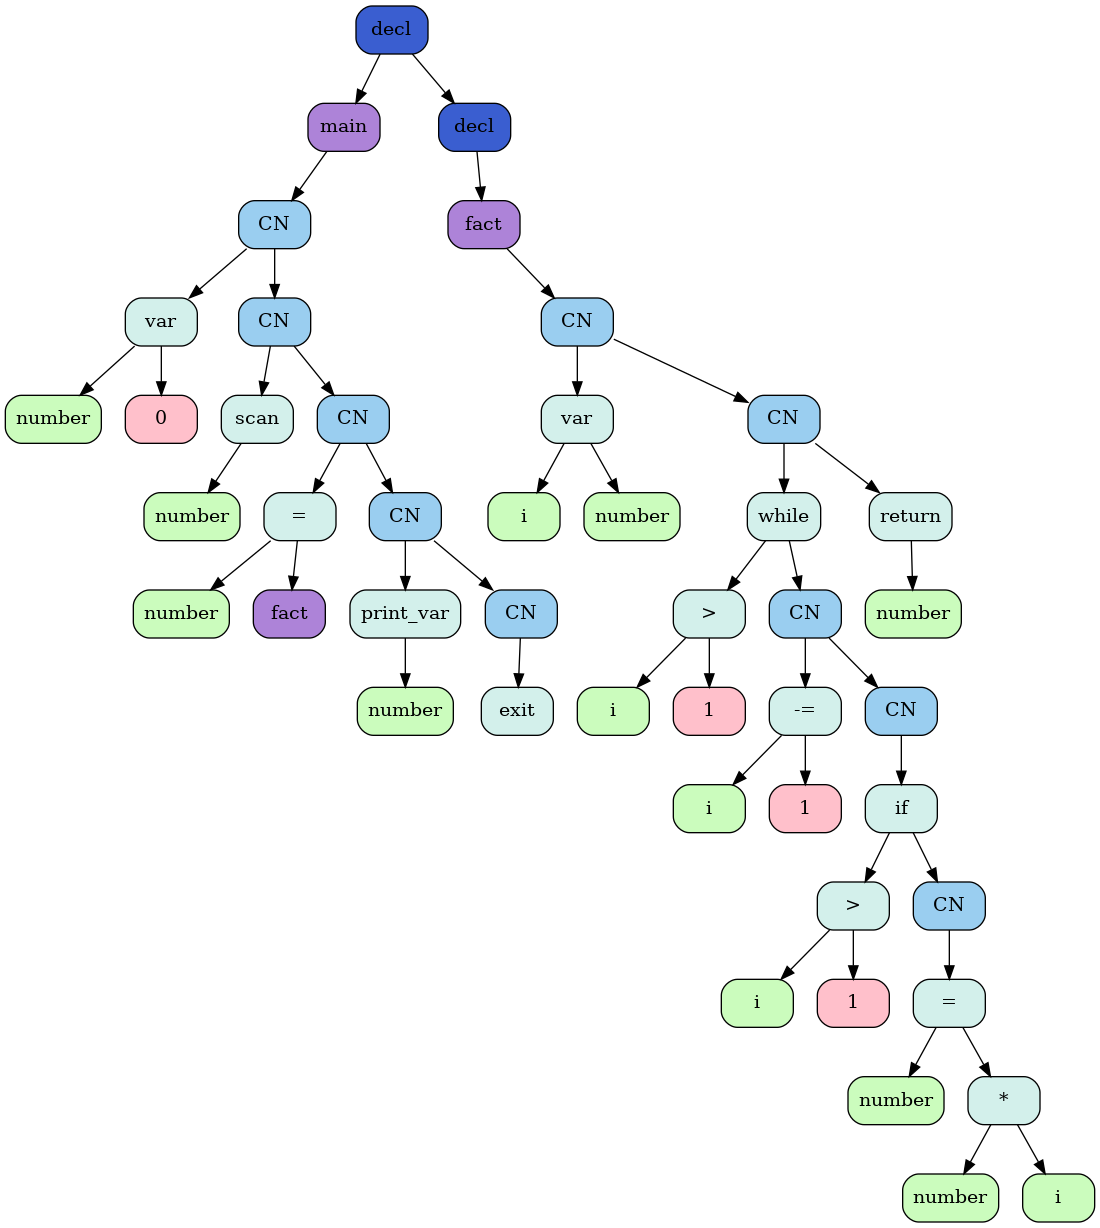 decl
main decl
CN fact
var CN CN
number 0 scan CN var CN
number = CN i number while return
number fact print_var CN > CN number
number exit i 1 -= CN
i 1 if
> CN
i 1 =
number *
number i